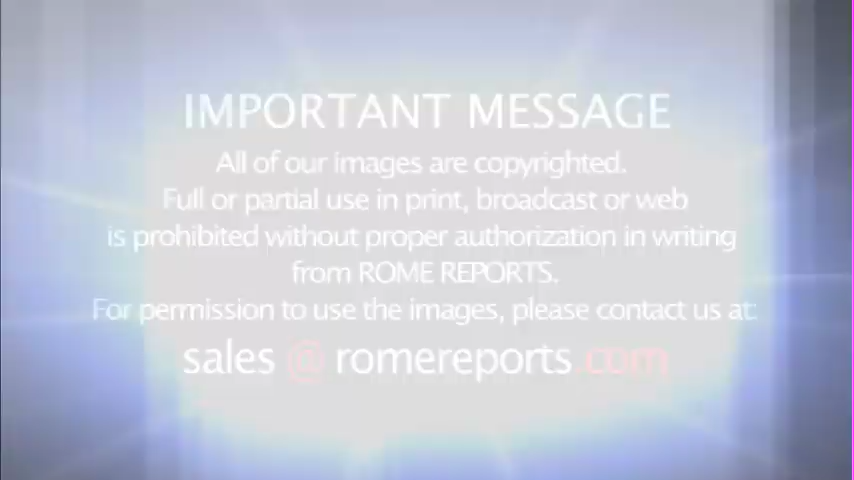 IMPORTANT MESSAGE
All of our images are copyrighted.
Full or partial use in print, broadcast or web
is prohibited without proper authorization in writing
from ROME REPORTS.
For permission to use the images, please contact us at:
sales @ romereports.com